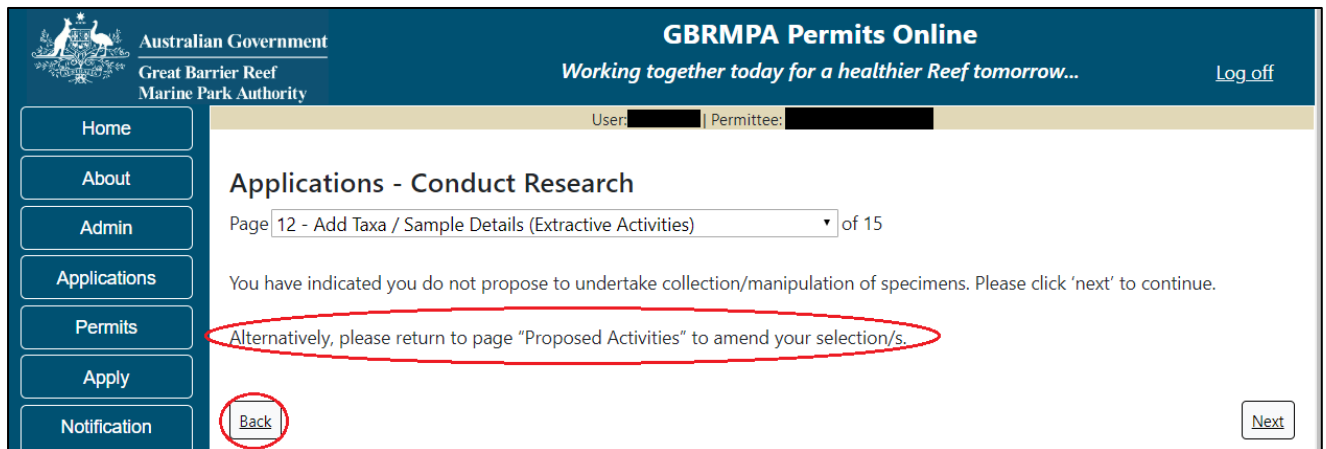 Australian Government
Great Barrier Reef
Marine Park Authority
GBRMPA Permits Online
Working together today for a healthier Reef tomorrow...
Log off
User: | Permittee:
Home
About
Admin
Applications
Permits
Apply
Notification
Applications - Conduct Research
Page 12 - Add Taxa / Sample Details (Extractive Activities) of 15
You have indicated you do not propose to undertake collection/manipulation of specimens. Please click ‘next’ to continue.
Alternatively, please return to page “Proposed Activities” to amend your selection/s.
Back
Next